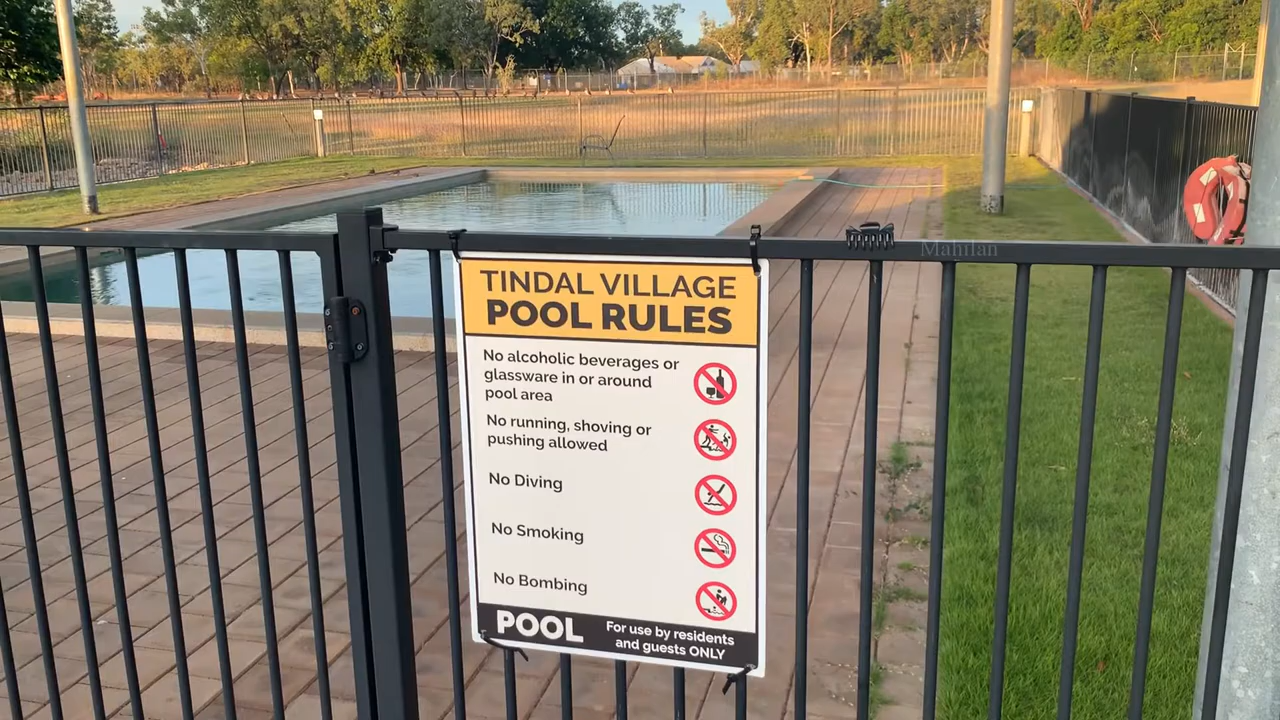 Mahilan
TINDAL VILLAGE
POOL RULES
No alcoholic beverages or
glassware in or around
pool area
No running, shoving or
pushing allowed
No Diving
No Smoking
No Bombing
POOL
For use by residents
and guests ONLY